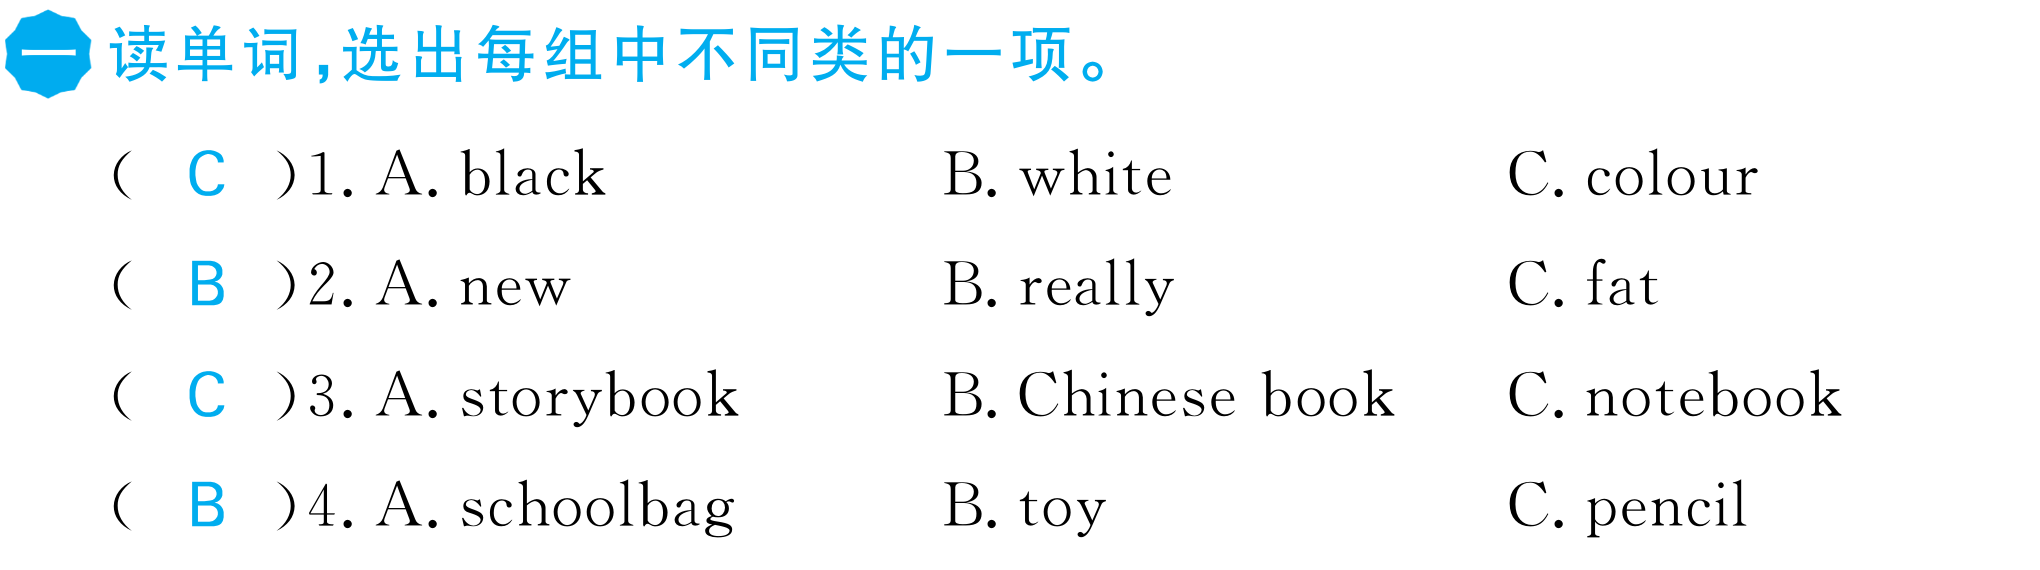 一 读单词,选出每组中不同类的一项。
( C )1. A. black B. white C. colour
( B )2. A. new B. really C. fat
( C )3. A. storybook B. Chinese book C. notebook
( B )4. A. schoolbag B. toy C. pencil